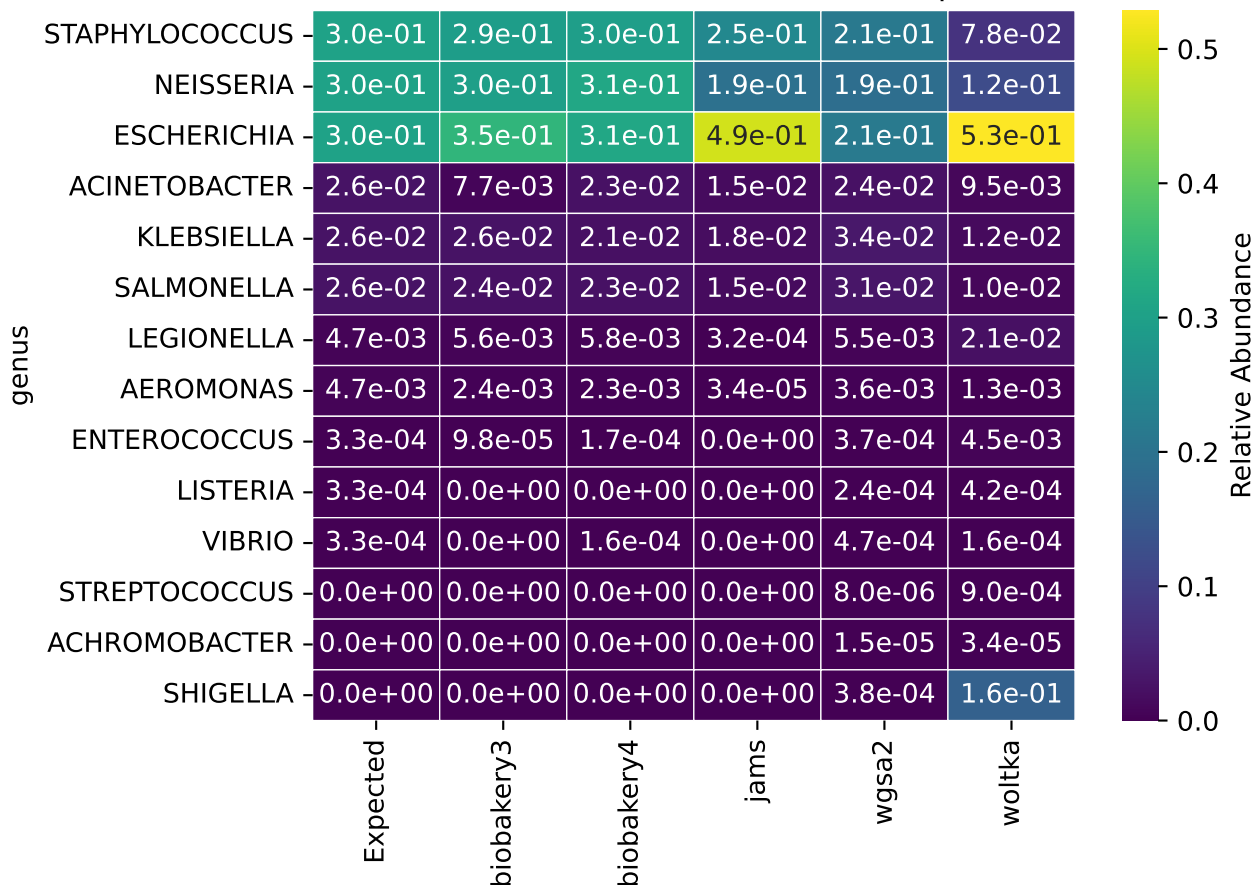 STAPHYLOCOCCUS 3.0e-01 2.9e-01 3.0e-01 2.5e-01 2.1e-01 7.8e-02
NEISSERIA 3.0e-01 3.0e-01 3.1e-01 1.9e-01 1.9e-01 1.2e-01
ESCHERICHIA 3.0e-01 3.5e-01 3.1e-01 4.9e-01 2.1e-01 5.3e-01
ACINETOBACTER 2.6e-02 7.7e-03 2.3e-02 1.5e-02 2.4e-02 9.5e-03
KLEBSIELLA 2.6e-02 2.6e-02 2.1e-02 1.8e-02 3.4e-02 1.2e-02
SALMONELLA 2.6e-02 2.4e-02 2.3e-02 1.5e-02 3.1e-02 1.0e-02
LEGIONELLA 4.7e-03 5.6e-03 5.8e-03 3.2e-04 5.5e-03 2.1e-02
AEROMONAS 4.7e-03 2.4e-03 2.3e-03 3.4e-05 3.6e-03 1.3e-03
ENTEROCOCCUS 3.3e-04 9.8e-05 1.7e-04 0.0e+00 3.7e-04 4.5e-03
LISTERIA 3.3e-04 0.0e+00 0.0e+00 0.0e+00 2.4e-04 4.2e-04
VIBRIO 3.3e-04 0.0e+00 1.6e-04 0.0e+00 4.7e-04 1.6e-04
STREPTOCOCCUS 0.0e+00 0.0e+00 0.0e+00 0.0e+00 8.0e-06 9.0e-04
ACHROMOBACTER 0.0e+00 0.0e+00 0.0e+00 0.0e+00 1.5e-05 3.4e-05
SHIGELLA 0.0e+00 0.0e+00 0.0e+00 0.0e+00 3.8e-04 1.6e-01
genus
Expected
biobakery3
biobakery4
jams
wgsa2
woltka
0.5
0.4
0.3
0.2
0.1
0.0
Relative Abundance